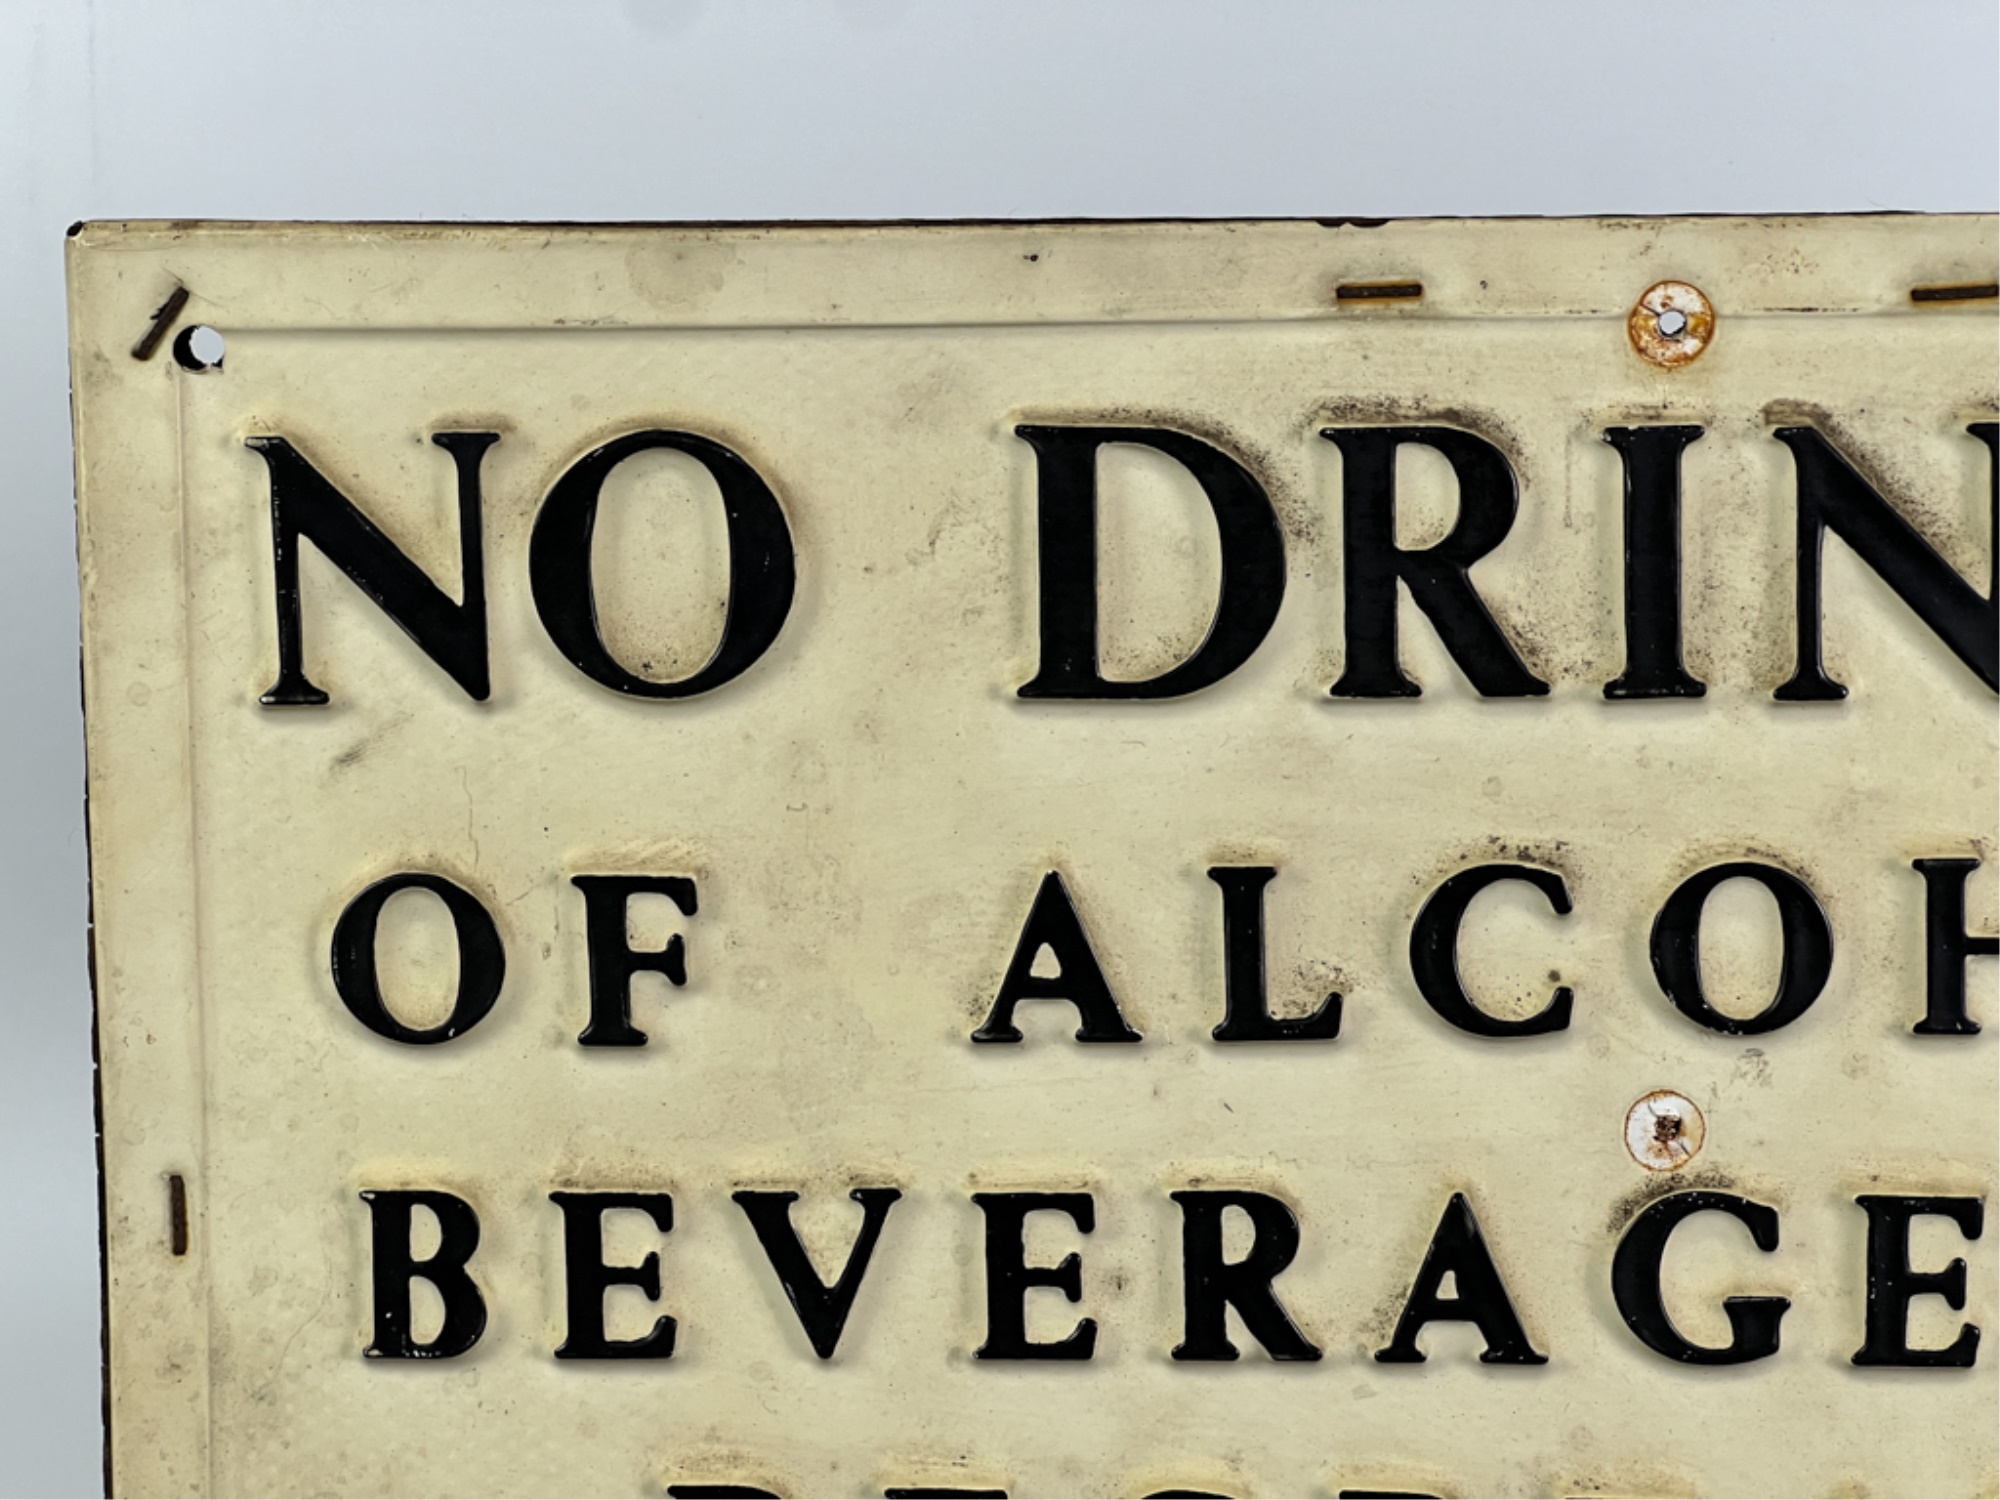 NO DRIN
OF ALCOH
BEVERAGE